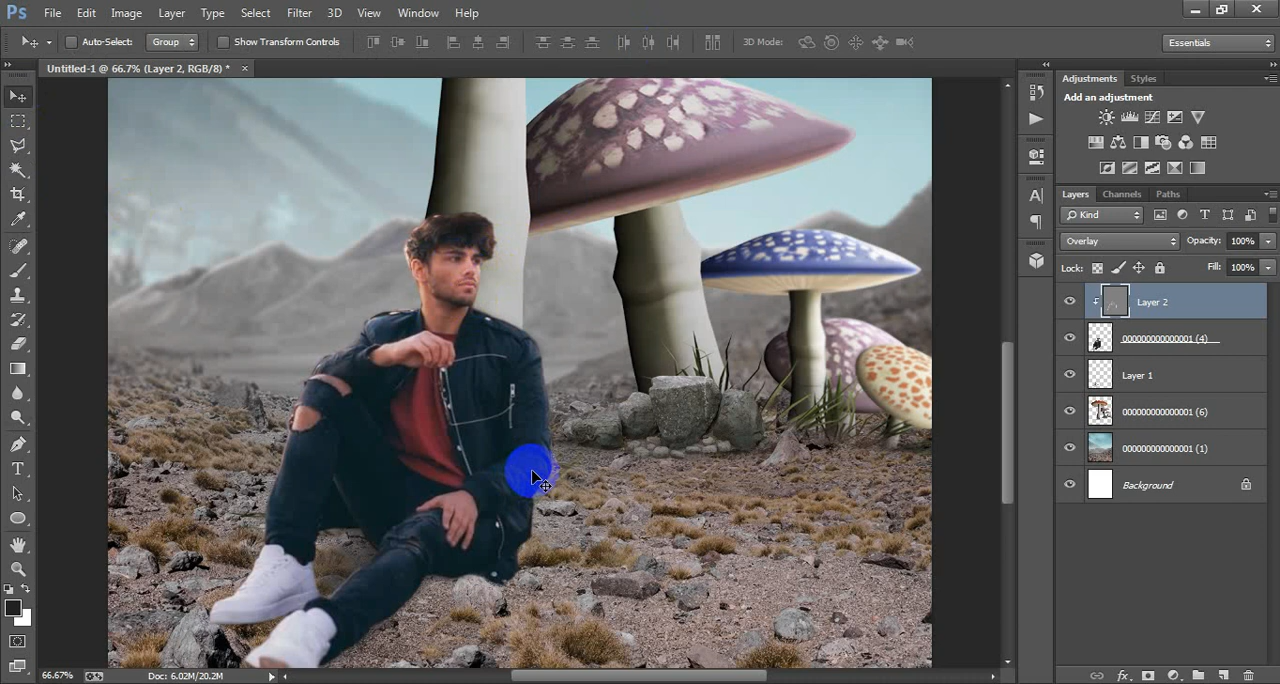 Ps File Edit Image Layer Type Select Filter 3D View Window Help
Auto-Select: Group Show Transform Controls 3D Mode: Essentials
Untitled-1 @ 66.7% (Layer 2, RGB/8) * ×
Adjustments Styles
Add an adjustment
Layers Channels Paths
Kind
Overlay Opacity: 100%
Lock: Fill: 100%
Layer 2
000000000000001 (4)
Layer 1
000000000000001 (6)
000000000000001 (1)
Background
66.67% Doc: 6.02M/20.2M